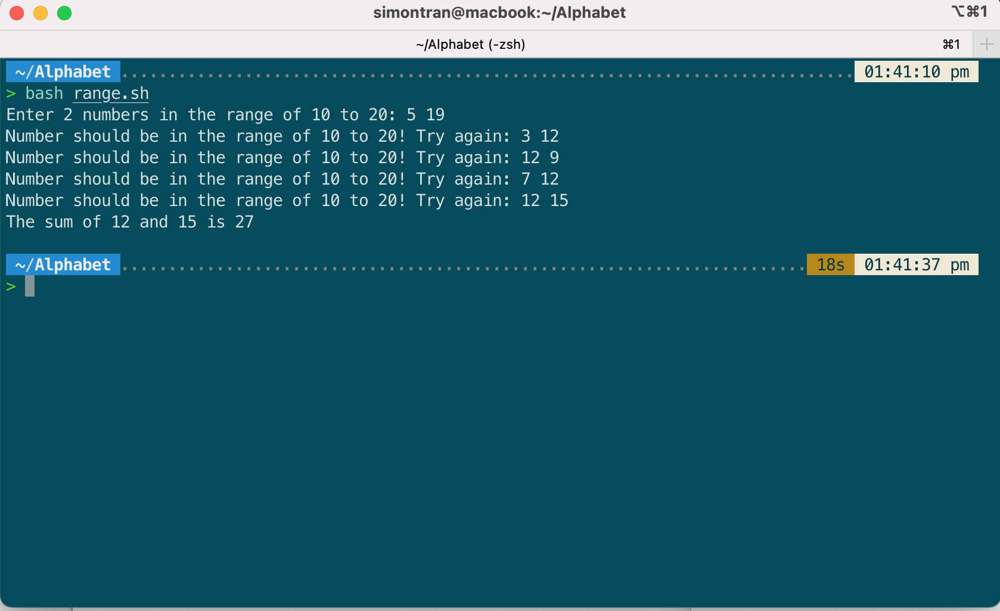 simontran@macbook:~/Alphabet ⌥⌘1
~/Alphabet (-zsh) ⌘1 +
~/Alphabet 01:41:10 pm
> bash range.sh
Enter 2 numbers in the range of 10 to 20: 5 19
Number should be in the range of 10 to 20! Try again: 3 12
Number should be in the range of 10 to 20! Try again: 12 9
Number should be in the range of 10 to 20! Try again: 7 12
Number should be in the range of 10 to 20! Try again: 12 15
The sum of 12 and 15 is 27
~/Alphabet 18s 01:41:37 pm
>